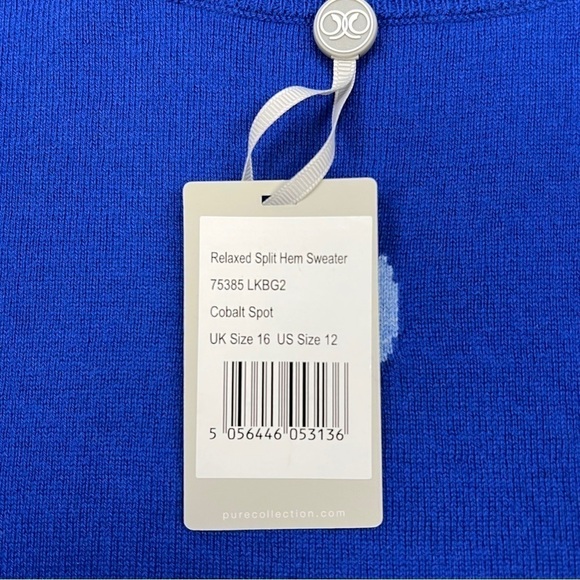 Relaxed Split Hem Sweater
75385 LKBG2
Cobalt Spot
UK Size 16 US Size 12
5 056446 053136
purecollection.com